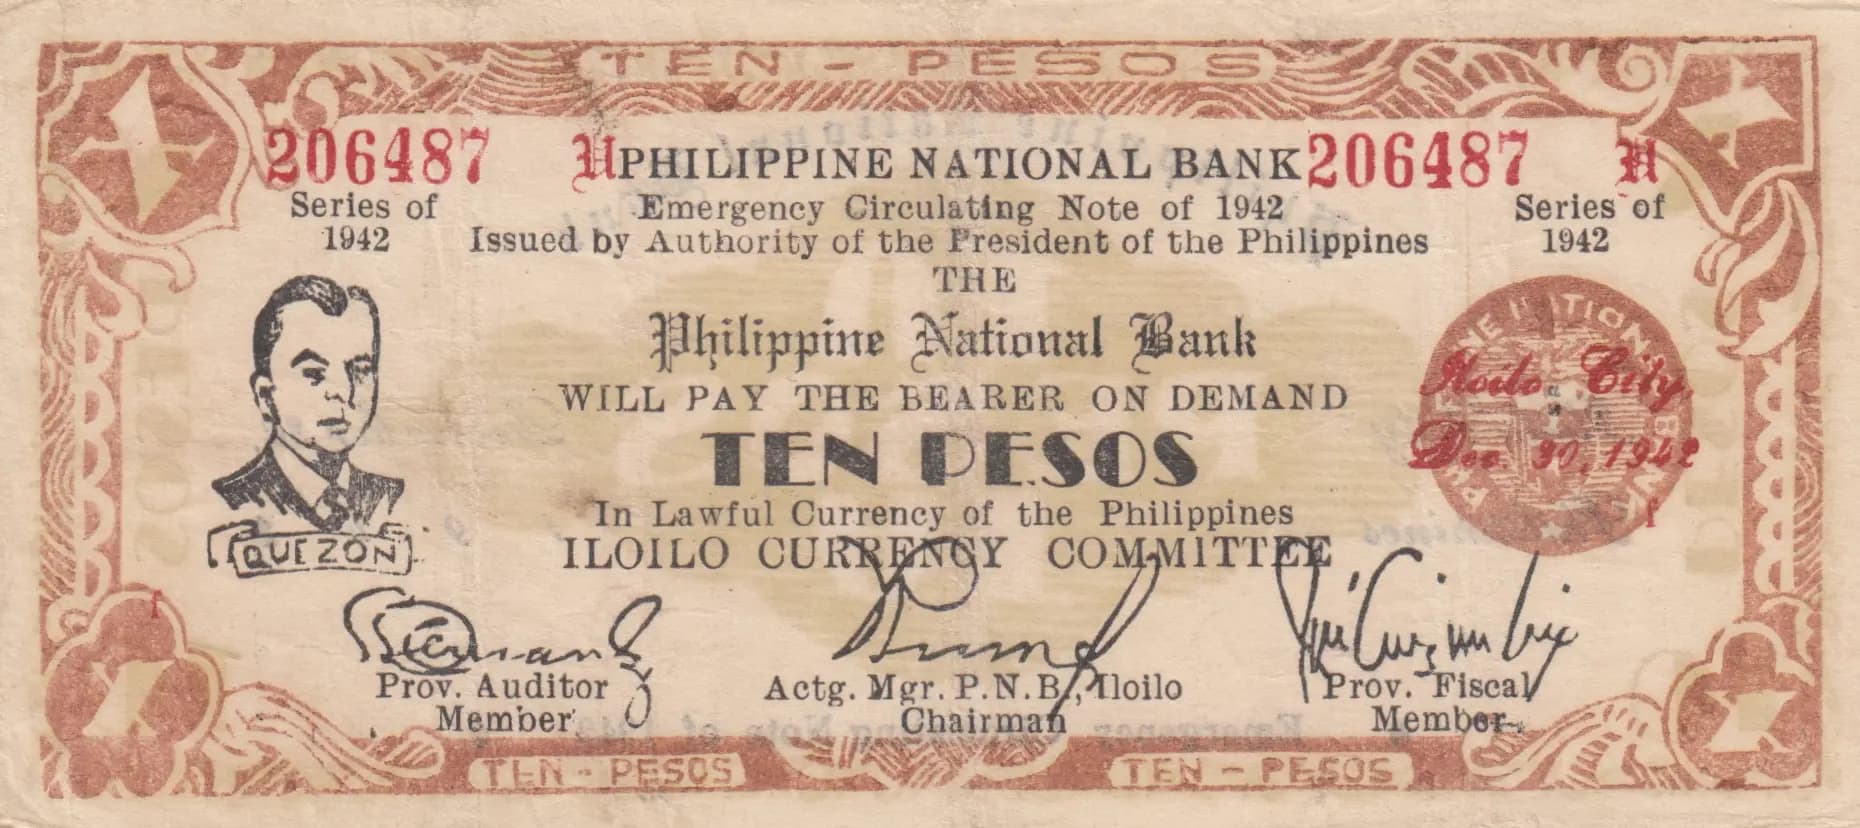 TEN - PESOS
X X
206487 H PHILIPPINE NATIONAL BANK 206487 H
Series of 1942
Emergency Circulating Note of 1942
Series of 1942
Issued by Authority of the President of the Philippines
THE
Philippine National Bank
WILL PAY THE BEARER ON DEMAND
TEN PESOS
In Lawful Currency of the Philippines
ILOILO CURRENCY COMMITTEE
QUEZON
PHILIPPINE NATIONAL BANK
Iloilo City
Dec. 30, 1942
f
f
Prov. Auditor
Member
Actg. Mgr. P.N.B., Iloilo
Chairman
Prov. Fiscal
Member
X X
TEN - PESOS
TEN - PESOS